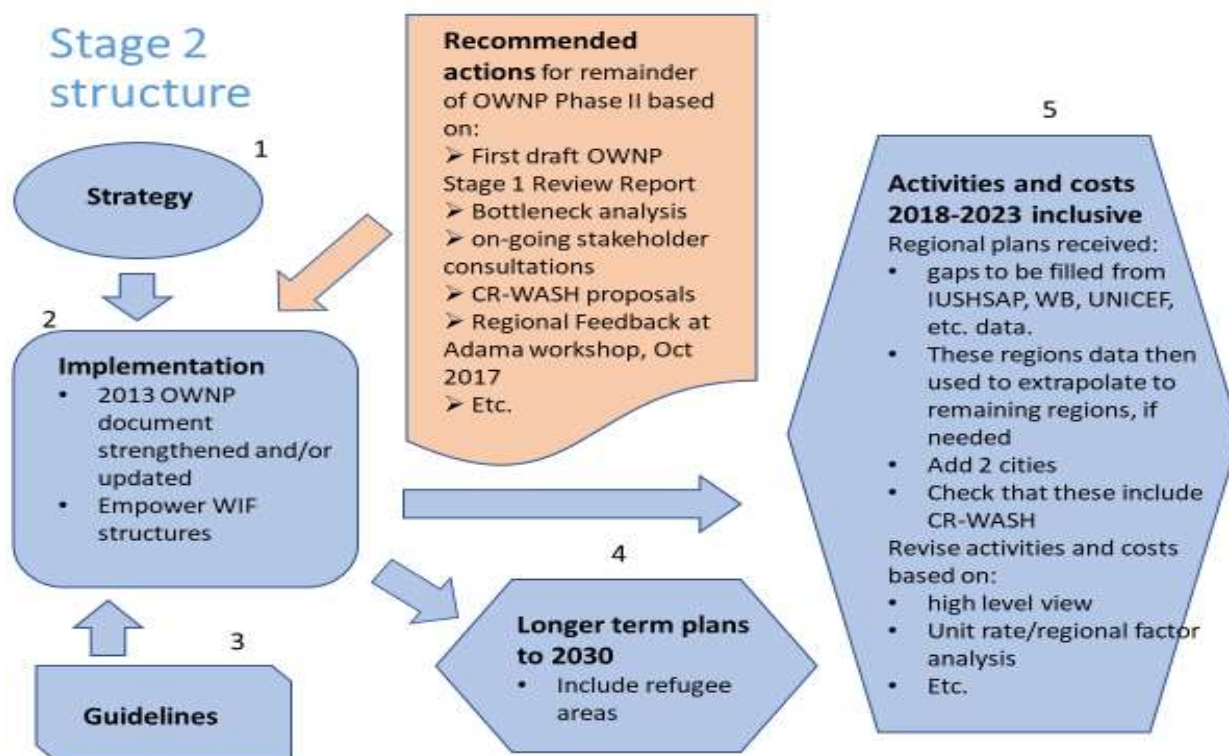 Stage 2
structure
1
Strategy
2
Implementation
• 2013 OWNP
document
strengthened and/or
updated
• Empower WIF
structures
3
Guidelines
Recommended
actions for remainder
of OWNP Phase II based
on:
➢ First draft OWNP
Stage 1 Review Report
➢ Bottleneck analysis
➢ on-going stakeholder
consultations
➢ CR-WASH proposals
➢ Regional Feedback at
Adama workshop, Oct
2017
➢ Etc.
4
Longer term plans
to 2030
• Include refugee
areas
5
Activities and costs
2018-2023 inclusive
Regional plans received:
• gaps to be filled from
IUSHSAP, WB, UNICEF,
etc. data.
• These regions data then
used to extrapolate to
remaining regions, if
needed
• Add 2 cities
• Check that these include
CR-WASH
Revise activities and costs
based on:
• high level view
• Unit rate/regional factor
analysis
• Etc.